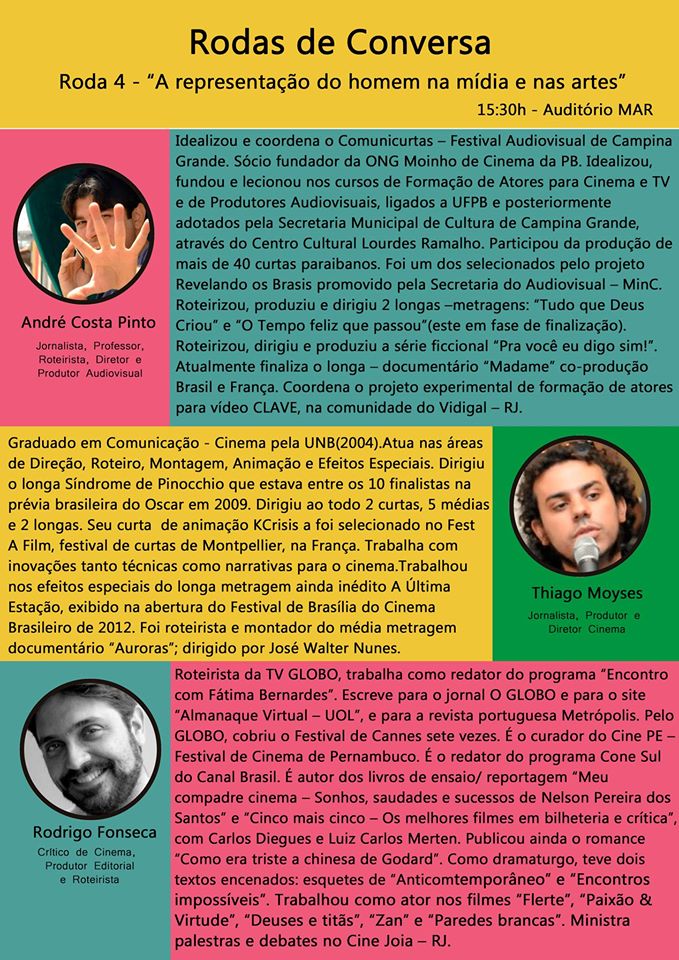 Rodas de Conversa
Roda 4 - “A representação do homem na mídia e nas artes”
15:30h - Auditório MAR
Idealizou e coordena o Comunicurtas – Festival Audiovisual de Campina
Grande. Sócio fundador da ONG Moinho de Cinema da PB. Idealizou,
fundou e lecionou nos cursos de Formação de Atores para Cinema e TV
e de Produtores Audiovisuais, ligados a UFPB e posteriormente
adotados pela Secretaria Municipal de Cultura de Campina Grande,
através do Centro Cultural Lourdes Ramalho. Participou da produção de
mais de 40 curtas paraibanos. Foi um dos selecionados pelo projeto
Revelando os Brasis promovido pela Secretaria do Audiovisual – MinC.
Roteirizou, produziu e dirigiu 2 longas –metragens: “Tudo que Deus
Criou” e “O Tempo feliz que passou”(este em fase de finalização).
Roteirizou, dirigiu e produziu a série ficcional “Pra você eu digo sim!”.
Atualmente finaliza o longa – documentário “Madame” co-produção
Brasil e França. Coordena o projeto experimental de formação de atores
para vídeo CLAVE, na comunidade do Vidigal – RJ.
André Costa Pinto
Jornalista, Professor,
Roteirista, Diretor e
Produtor Audiovisual
Graduado em Comunicação - Cinema pela UNB(2004).Atua nas áreas
de Direção, Roteiro, Montagem, Animação e Efeitos Especiais. Dirigiu
o longa Síndrome de Pinocchio que estava entre os 10 finalistas na
prévia brasileira do Oscar em 2009. Dirigiu ao todo 2 curtas, 5 médias
e 2 longas. Seu curta de animação KCrisis a foi selecionado no Fest
A Film, festival de curtas de Montpellier, na França. Trabalha com
inovações tanto técnicas como narrativas para o cinema.Trabalhou
nos efeitos especiais do longa metragem ainda inédito A Última
Estação, exibido na abertura do Festival de Brasília do Cinema
Brasileiro de 2012. Foi roteirista e montador do média metragem
documentário “Auroras”; dirigido por José Walter Nunes.
Thiago Moyses
Jornalista, Produtor e
Diretor Cinema
Roteirista da TV GLOBO, trabalha como redator do programa “Encontro
com Fátima Bernardes”. Escreve para o jornal O GLOBO e para o site
“Almanaque Virtual – UOL”, e para a revista portuguesa Metrópolis. Pelo
GLOBO, cobriu o Festival de Cannes sete vezes. É o curador do Cine PE –
Festival de Cinema de Pernambuco. É o redator do programa Cone Sul
do Canal Brasil. É autor dos livros de ensaio/ reportagem “Meu
compadre cinema – Sonhos, saudades e sucessos de Nelson Pereira dos
Santos” e “Cinco mais cinco – Os melhores filmes em bilheteria e crítica”,
com Carlos Diegues e Luiz Carlos Merten. Publicou ainda o romance
“Como era triste a chinesa de Godard”. Como dramaturgo, teve dois
textos encenados: esquetes de “Anticomtemporâneo” e “Encontros
impossíveis”. Trabalhou como ator nos filmes “Flerte”, “Paixão &
Virtude”, “Deuses e titãs”, “Zan” e “Paredes brancas”. Ministra
palestras e debates no Cine Joia – RJ.
Rodrigo Fonseca
Crítico de Cinema,
Produtor Editorial
e Roteirista